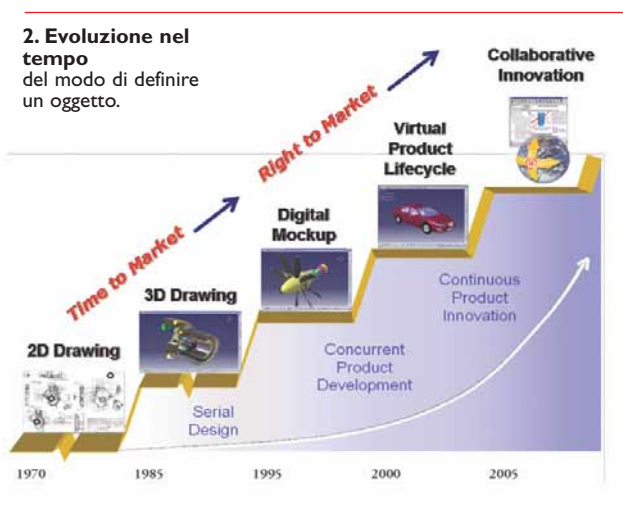 2. Evoluzione nel
tempo
del modo di definire
un oggetto.
Collaborative
Innovation
Right to Market
Virtual
Product
Lifecycle
Time to Market
Digital
Mockup
3D Drawing
2D Drawing
Continuous
Product
Innovation
Concurrent
Product
Development
Serial
Design
1970 1985 1995 2000 2005